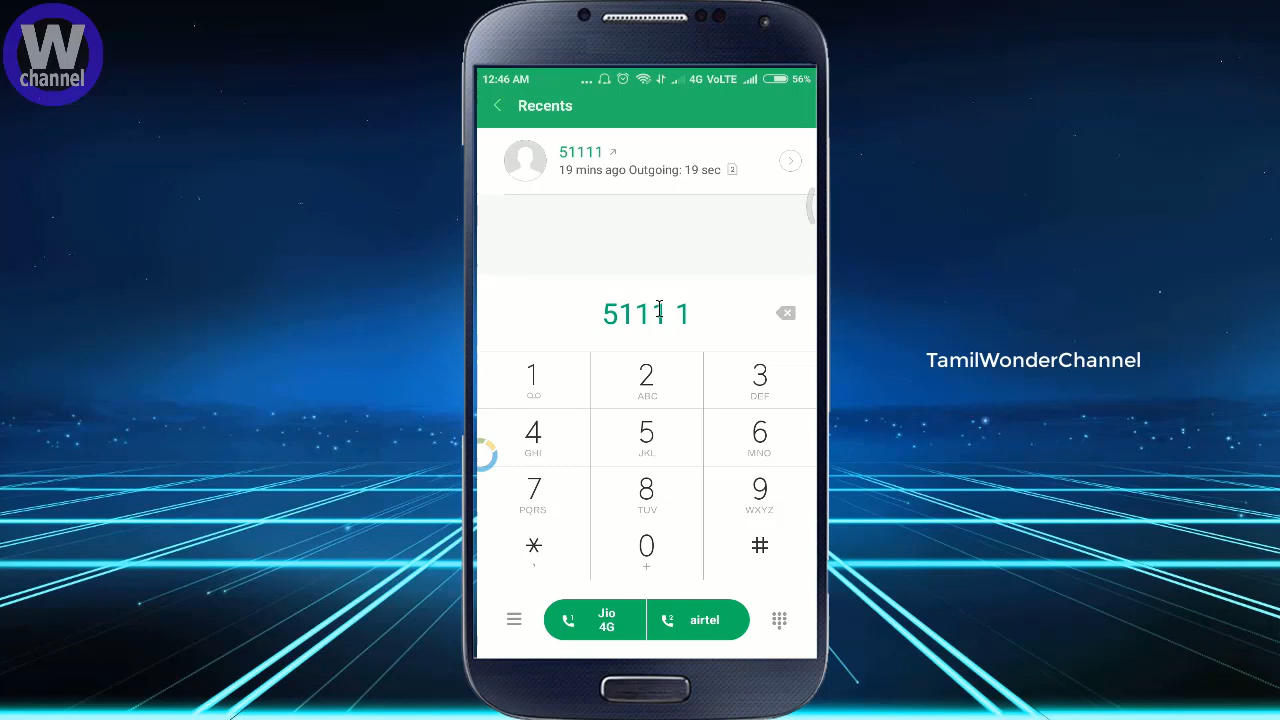 W
channel
12:46 AM ... 4G VoLTE 56%
Recents
51111
19 mins ago Outgoing: 19 sec 2
5111 1
1 2 3
ABC DEF
4 5 6
GHI JKL MNO
7 8 9
PQRS TUV WXYZ
* 0 #
, +
1 Jio 4G 2 airtel
TamilWonderChannel